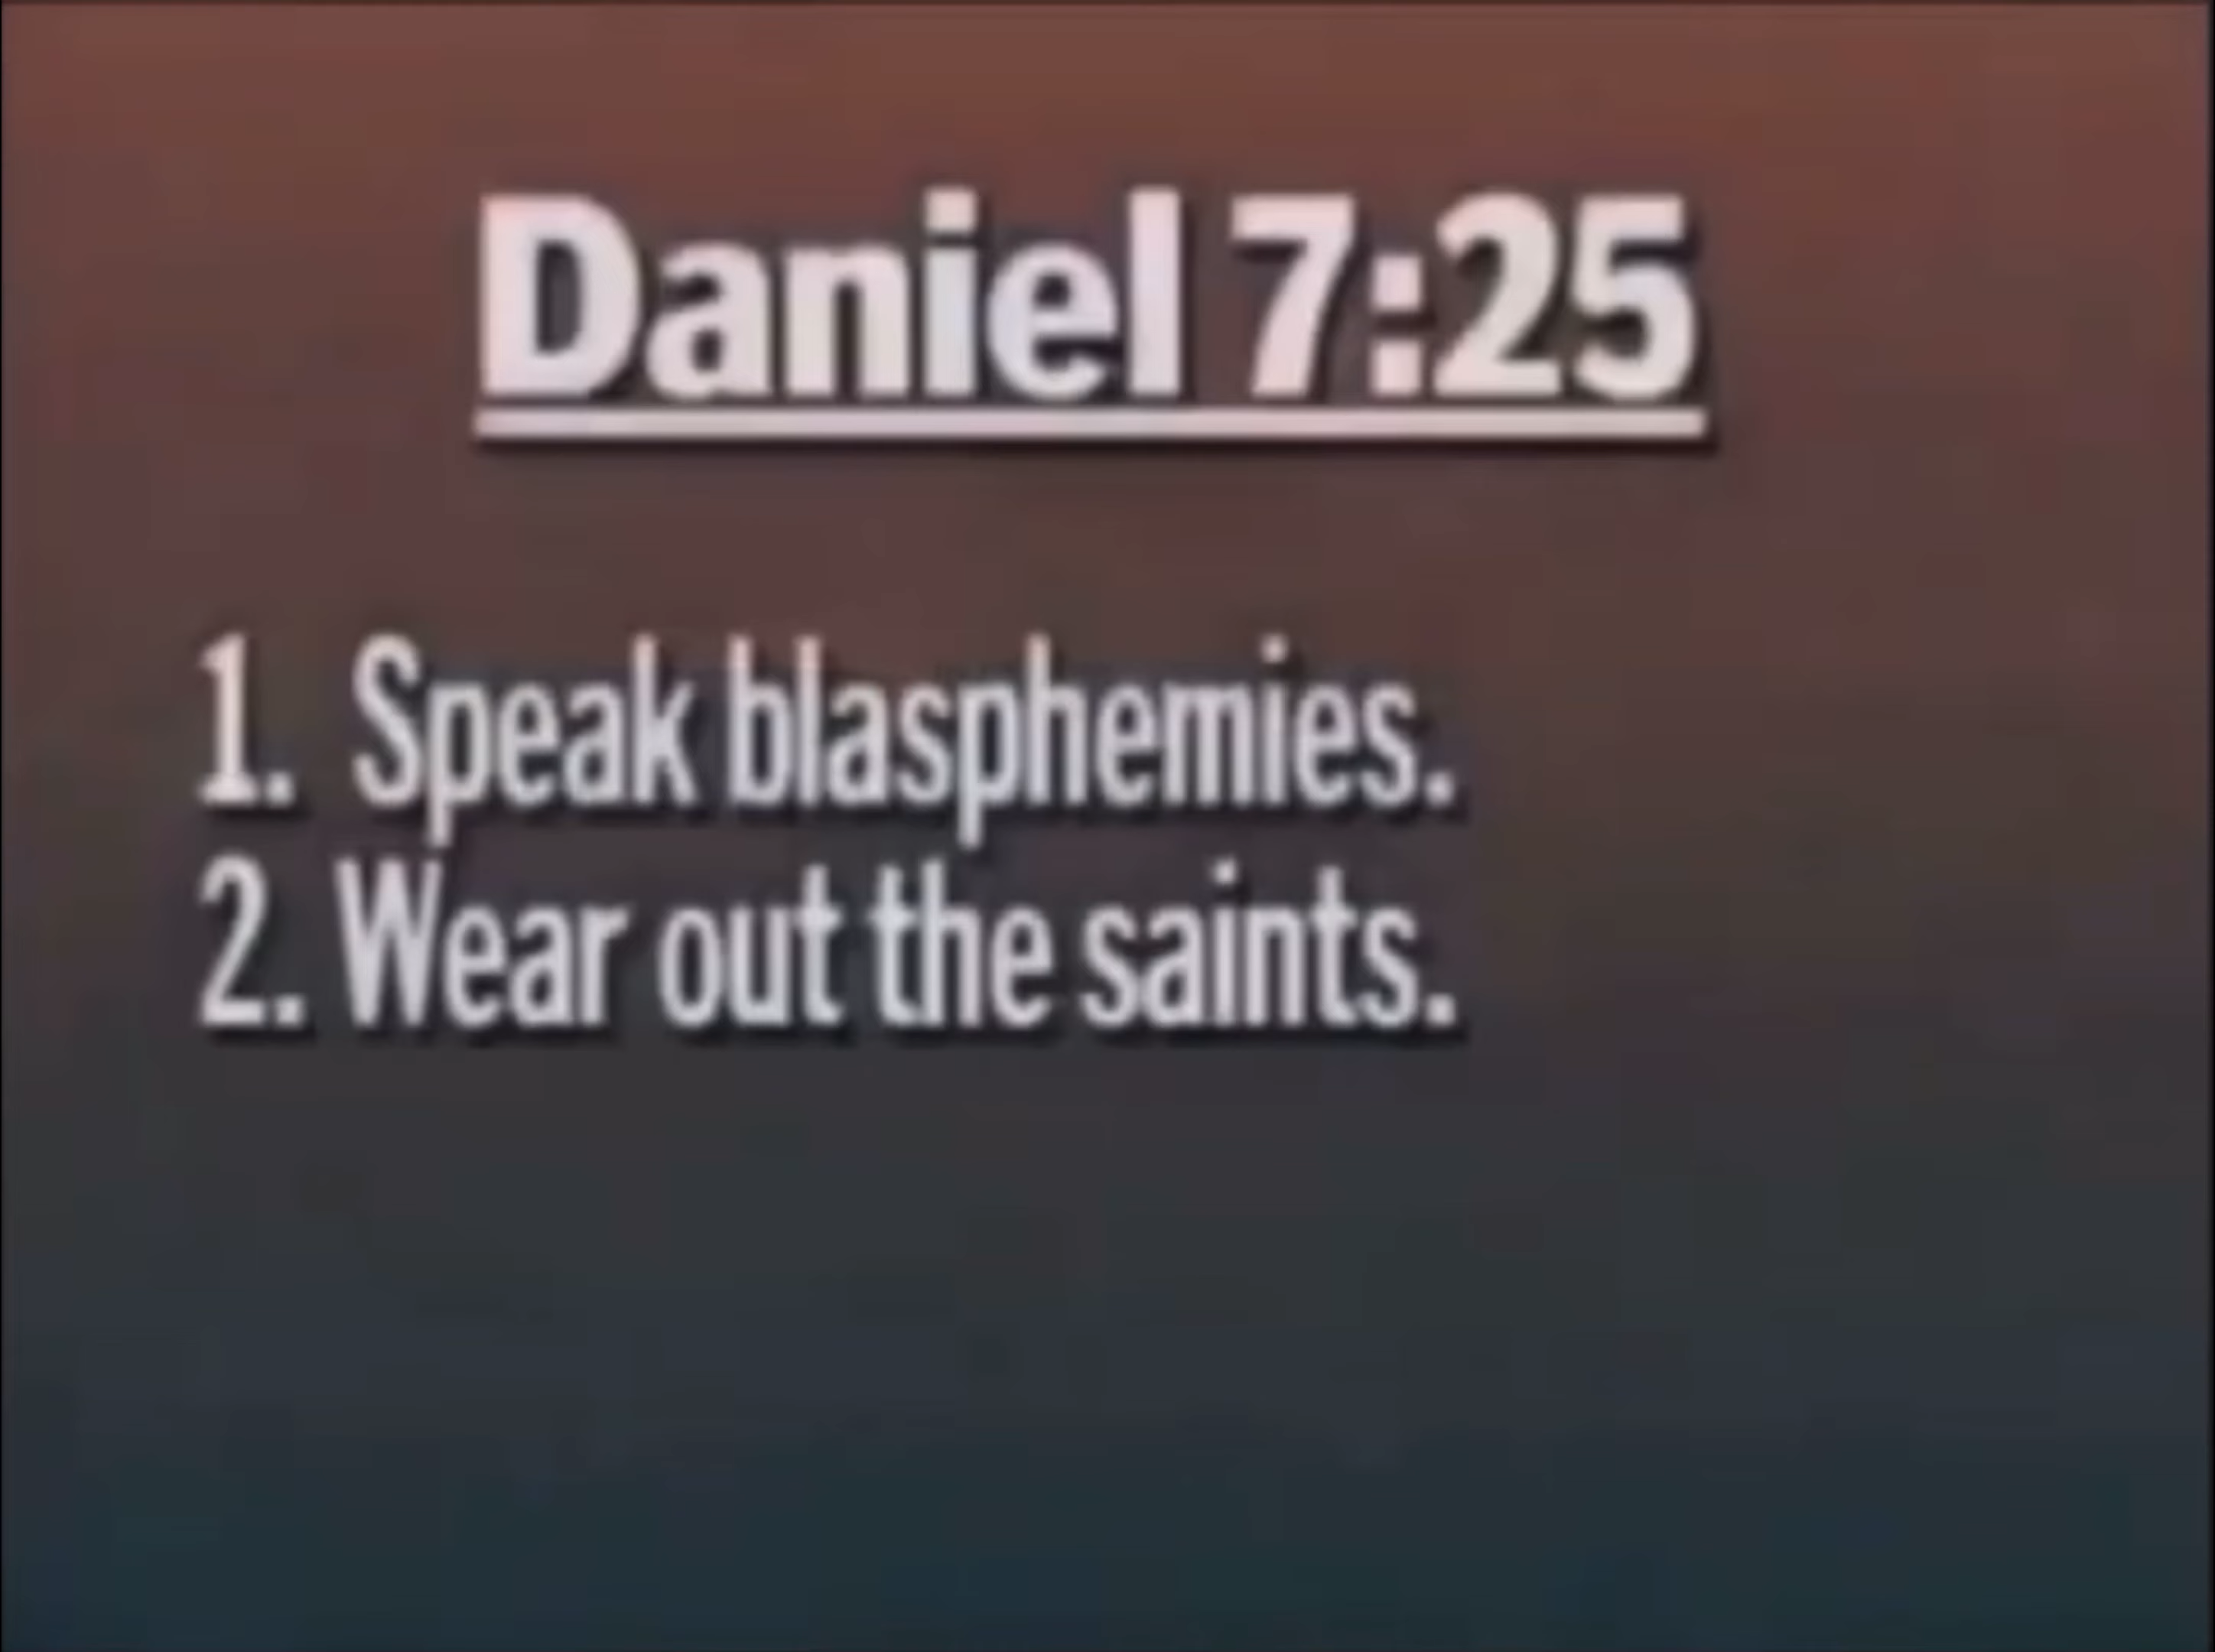 Daniel 7:25
1. Speak blasphemies.
2. Wear out the saints.